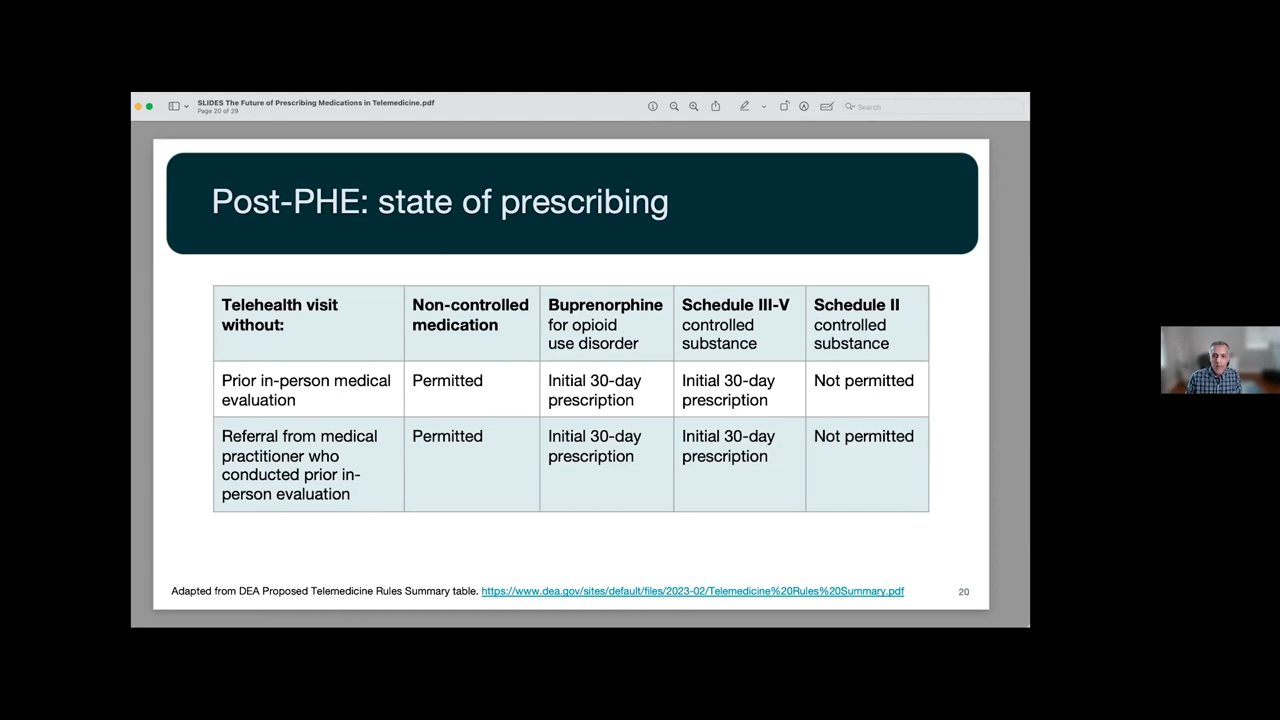 SLIDES The Future of Prescribing Medications in Telemedicine.pdf
Page 20 of 29
Search
Post-PHE: state of prescribing
Telehealth visit without:
Non-controlled medication
Buprenorphine for opioid use disorder
Schedule III-V controlled substance
Schedule II controlled substance
Prior in-person medical evaluation
Permitted
Initial 30-day prescription
Initial 30-day prescription
Not permitted
Referral from medical practitioner who conducted prior in-person evaluation
Permitted
Initial 30-day prescription
Initial 30-day prescription
Not permitted
Adapted from DEA Proposed Telemedicine Rules Summary table. https://www.dea.gov/sites/default/files/2023-02/Telemedicine%20Rules%20Summary.pdf
20